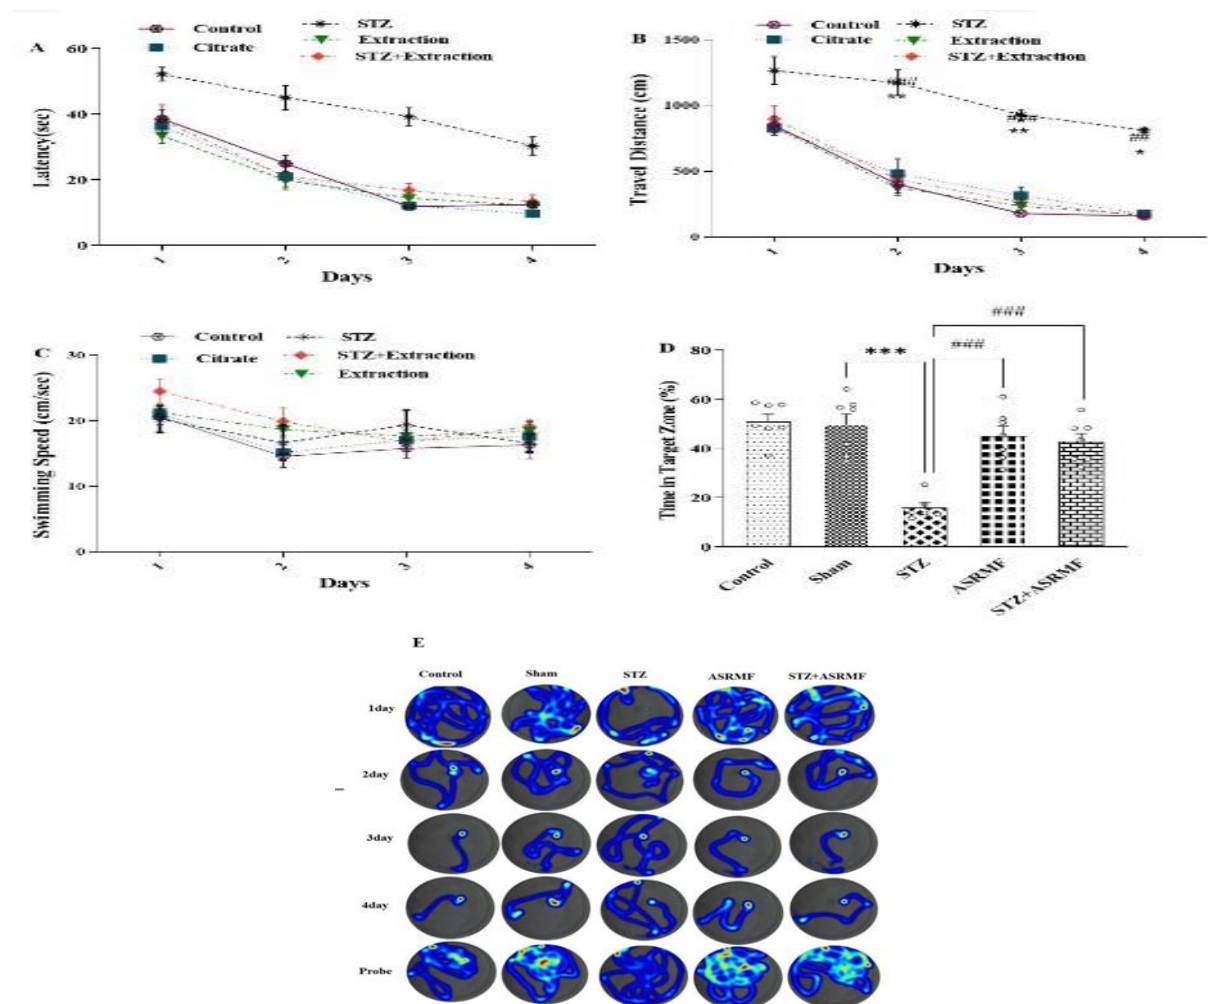 A
Control
STZ
Citrate
Extraction
STZ+Extraction
Latency(sec)
60
40
20
0
1 2 3 4
Days
B
Control
STZ
Citrate
Extraction
STZ+Extraction
Travel Distance (cm)
1500
1000
500
0
**
###
**
##
*
1 2 3 4
Days
C
Control
STZ
Citrate
STZ+Extraction
Extraction
Swimming Speed (cm/sec)
30
20
10
0
1 2 3 4
Days
D
###
*** ###
Time in Target Zone (%)
80
60
40
20
0
Control Sham STZ ASRMF STZ+ASRMF
E
Control Sham STZ ASRMF STZ+ASRMF
1day
2day
3day
4day
Probe